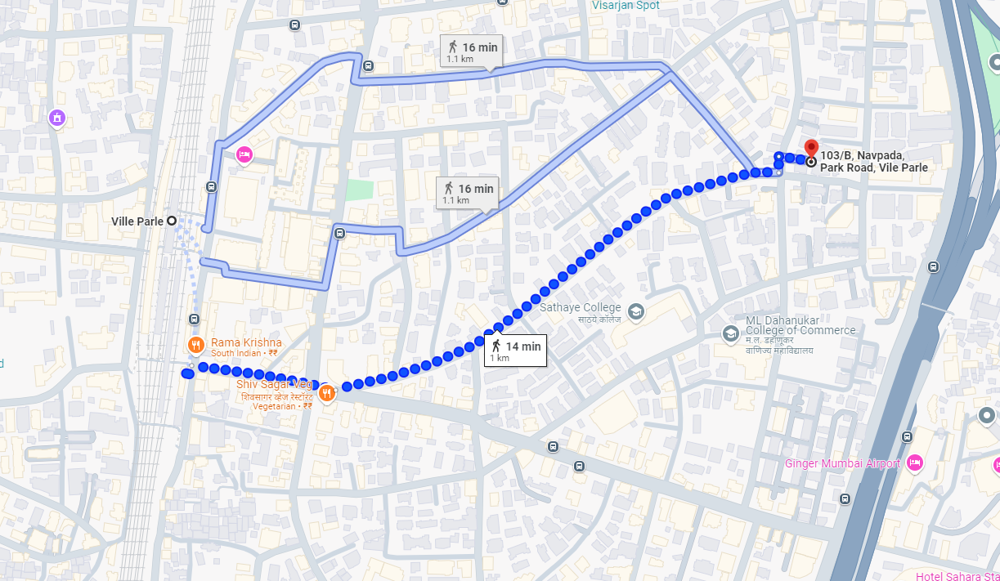 Visarjan Spot
16 min
1.1 km
103/B, Navpada,
Park Road, Vile Parle
16 min
1.1 km
Ville Parle
Sathaye College
साठ्ये कॉलेज
ML Dahanukar
College of Commerce
म.ल. डहाणूकर
वाणिज्य महाविद्यालय
14 min
1 km
Rama Krishna
South Indian • ₹₹
Shiv Sagar Veg
शिवसागर व्हेज रेस्टॉरंट
Vegetarian • ₹₹
d
Ginger Mumbai Airport
Hotel Sahara Sta